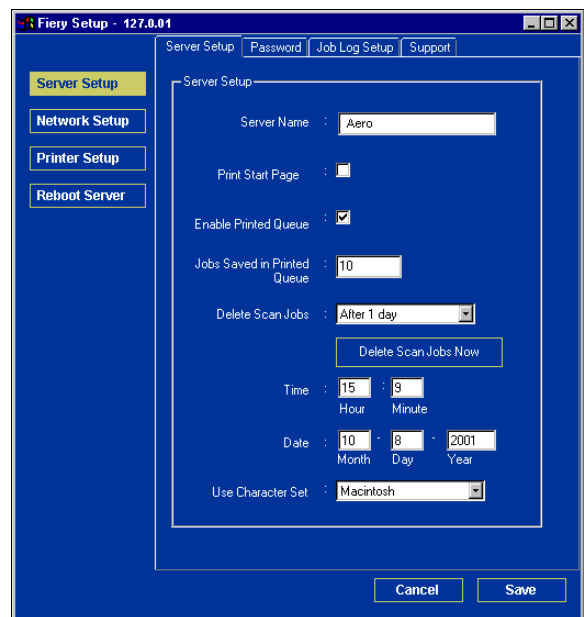 Fiery Setup - 127.0.01
Server Setup Password Job Log Setup Support
Server Setup
Network Setup
Printer Setup
Reboot Server
Server Setup
Server Name : Aero
Print Start Page :
Enable Printed Queue :
Jobs Saved in Printed Queue : 10
Delete Scan Jobs : After 1 day
Delete Scan Jobs Now
Time : 15 : 9
Hour Minute
Date : 10 - 8 - 2001
Month Day Year
Use Character Set : Macintosh
Cancel Save